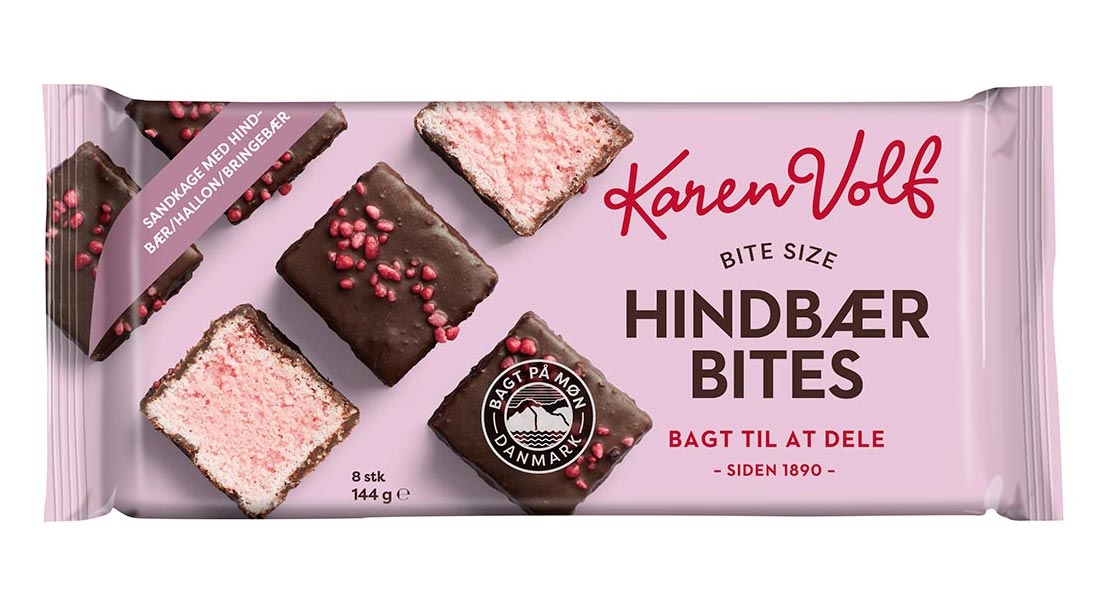 SANDKAGE MED HIND-
BÆR/HALLON/BRINGEBÆR
Karen Volf
BITE SIZE
HINDBÆR
BITES
BAGT TIL AT DELE
- SIDEN 1890 -
BAGT PÅ MØN
DANMARK
8 stk
144 g ℮